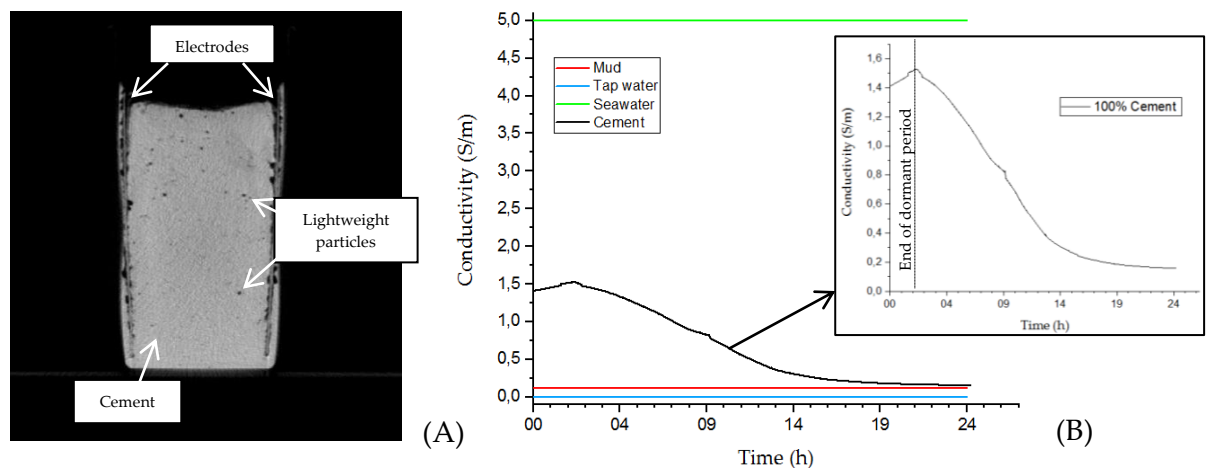 Electrodes
Lightweight
particles
Cement
(A)
5,0
4,5
4,0
3,5
3,0
2,5
2,0
1,5
1,0
0,5
0,0
Conductivity (S/m)
Mud
Tap water
Seawater
Cement
00
04
09
14
19
24
Time (h)
1,6
1,4
1,2
1,0
0,8
0,6
0,4
0,2
0,0
Conductivity (S/m)
End of dormant period
100% Cement
00
04
09
14
19
24
Time (h)
(B)